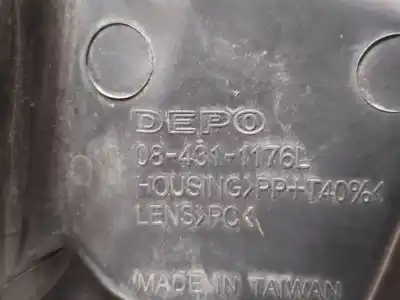 DEPO
08-431-1176L
HOUSING>PP+T40%<
LENS>PC<
MADE IN TAIWAN